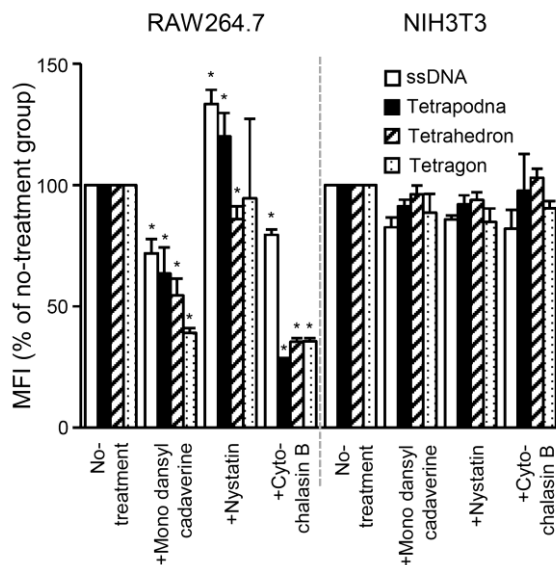 RAW264.7
NIH3T3
MFI (% of no-treatment group)
150
100
50
0
ssDNA
Tetrapodna
Tetrahedron
Tetragon
* * * * * * * * * * *
No-
treatment
+Mono dansyl
cadaverine
+Nystatin
+Cyto-
chalasin B
No-
treatment
+Mono dansyl
cadaverine
+Nystatin
+Cyto-
chalasin B